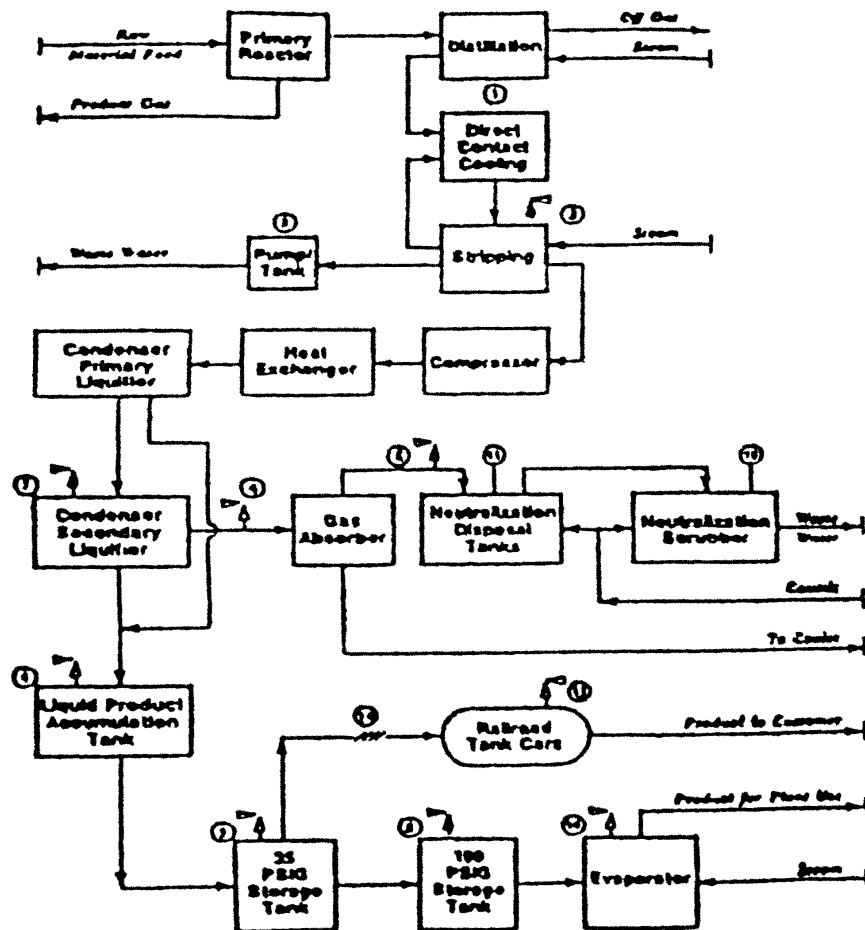 Raw
Material Feed
Primary
Reactor
Distillation
Off Gas
Steam
Product Gas
1
Direct
Contact
Cooling
Stripping
Steam
Pump/
Tank
Waste Water
Condenser
Primary
Liquifier
Heat
Exchanger
Compressor
Condenser
Secondary
Liquifier
Gas
Absorber
Neutralization
Disposal
Tanks
11
Neutralization
Scrubber
Waste
Water
To Cooler
Liquid Product
Accumulation
Tank
Railroad
Tank Cars
Product to Customer
Product for Plant Use
25
PSIG
Storage
Tank
100
PSIG
Storage
Tank
Evaporator
Steam